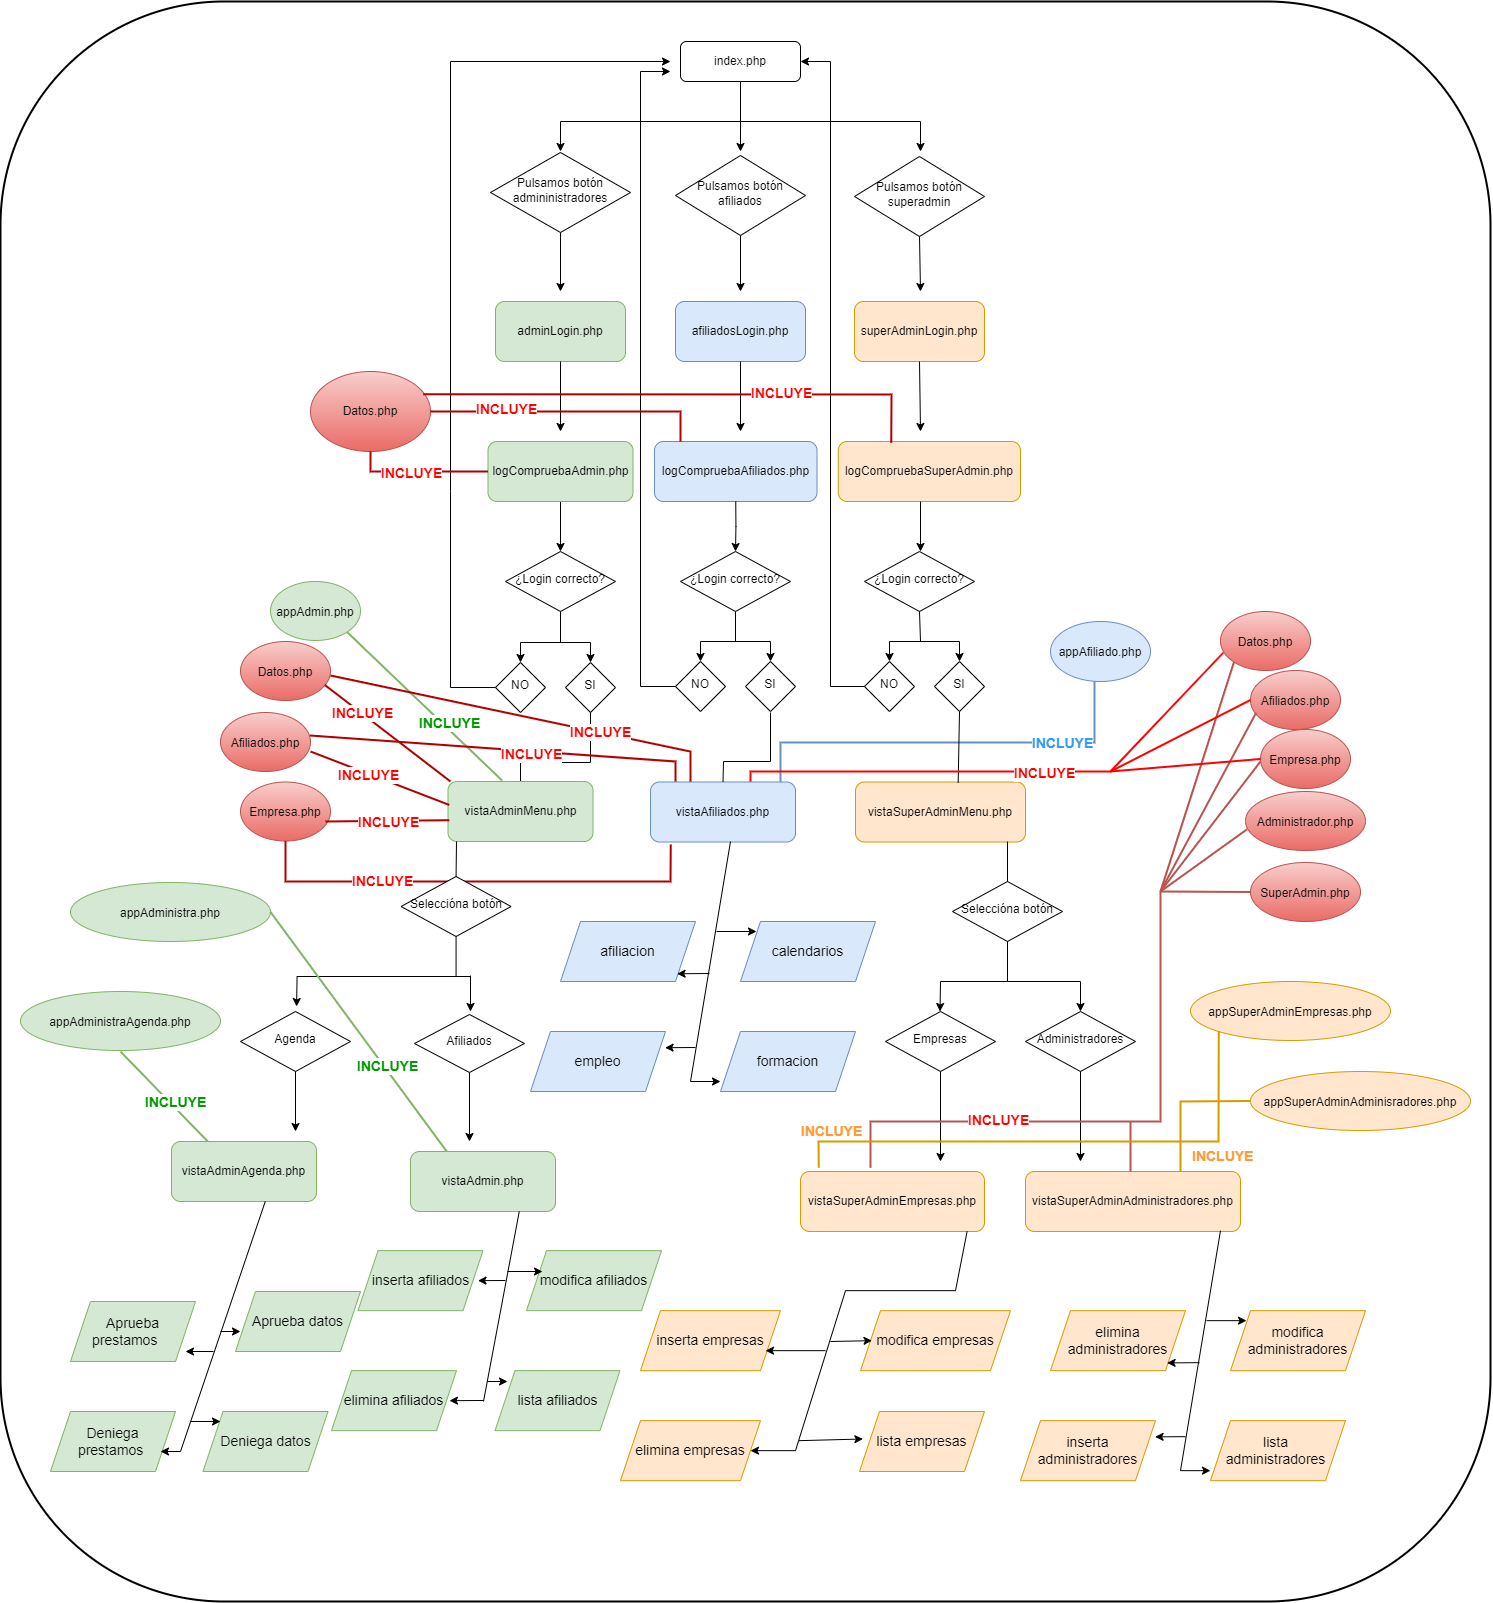 index.php
Pulsamos botón
admininistradores
Pulsamos botón
afiliados
Pulsamos botón
superadmin
adminLogin.php
afiliadosLogin.php
superAdminLogin.php
Datos.php
INCLUYE
INCLUYE
INCLUYE
logCompruebaAdmin.php
logCompruebaAfiliados.php
logCompruebaSuperAdmin.php
¿Login correcto?
¿Login correcto?
¿Login correcto?
NO
SI
NO
SI
NO
SI
appAdmin.php
Datos.php
Afiliados.php
Empresa.php
INCLUYE
INCLUYE
INCLUYE
INCLUYE
INCLUYE
INCLUYE
INCLUYE
appAfiliado.php
INCLUYE
INCLUYE
Datos.php
Afiliados.php
Empresa.php
Administrador.php
SuperAdmin.php
vistaAdminMenu.php
vistaAfiliados.php
vistaSuperAdminMenu.php
INCLUYE
Seleccióna botón
Seleccióna botón
appAdministra.php
afiliacion
calendarios
empleo
formacion
appAdministraAgenda.php
Agenda
Afiliados
Empresas
Administradores
appSuperAdminEmpresas.php
appSuperAdminAdminisradores.php
INCLUYE
INCLUYE
INCLUYE
INCLUYE
INCLUYE
vistaAdminAgenda.php
vistaAdmin.php
vistaSuperAdminEmpresas.php
vistaSuperAdminAdministradores.php
Aprueba
prestamos
Aprueba datos
Deniega
prestamos
Deniega datos
inserta afiliados
modifica afiliados
elimina afiliados
lista afiliados
inserta empresas
modifica empresas
elimina empresas
lista empresas
elimina
administradores
modifica
administradores
inserta
administradores
lista
administradores